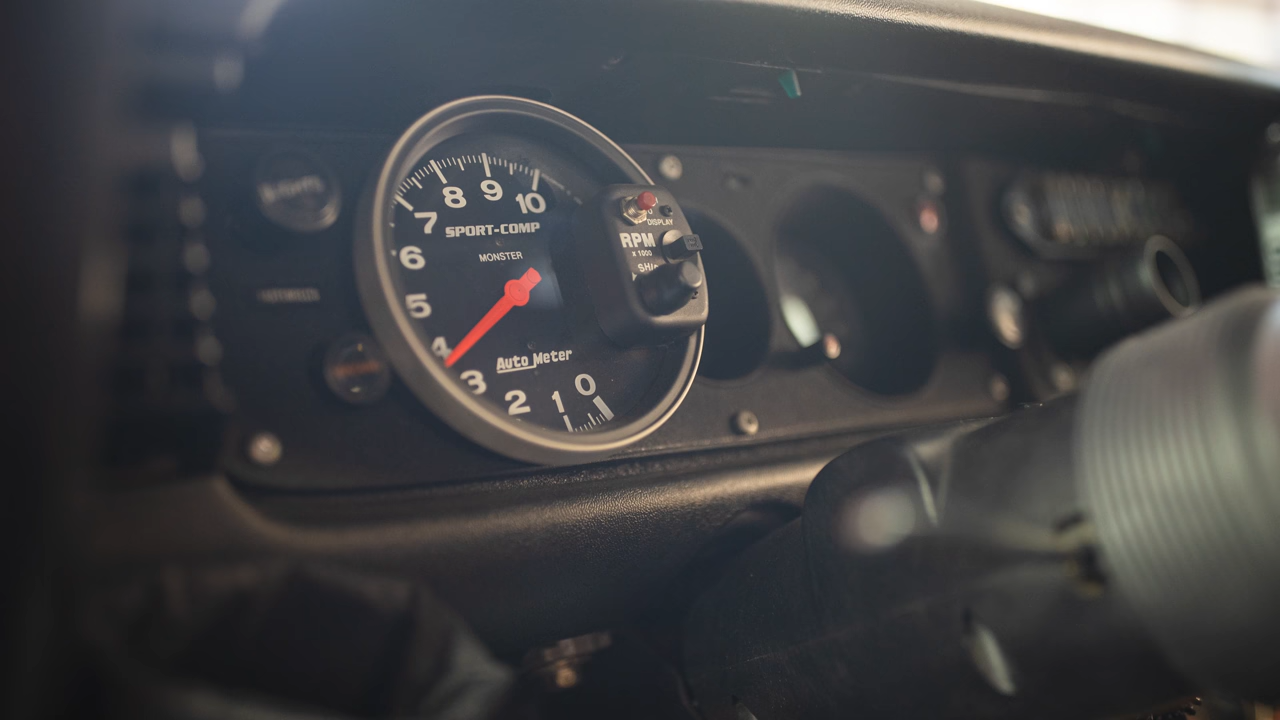 8 9 10
7
6
5
4
3
2
1
0
SPORT-COMP
MONSTER
Auto Meter
DISPLAY
RPM
x 1000